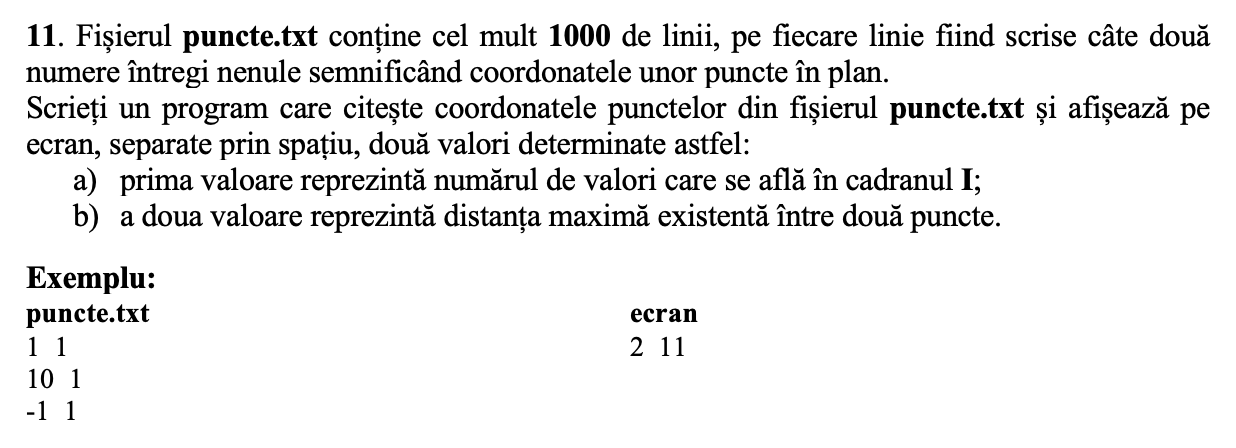 11. Fișierul puncte.txt conține cel mult 1000 de linii, pe fiecare linie fiind scrise câte două
numere întregi nenule semnificând coordonatele unor puncte în plan.
Scrieți un program care citește coordonatele punctelor din fișierul puncte.txt și afișează pe
ecran, separate prin spațiu, două valori determinate astfel:
a) prima valoare reprezintă numărul de valori care se află în cadranul I;
b) a doua valoare reprezintă distanța maximă existentă între două puncte.
Exemplu:
puncte.txt ecran
1 1 2 11
10 1
-1 1